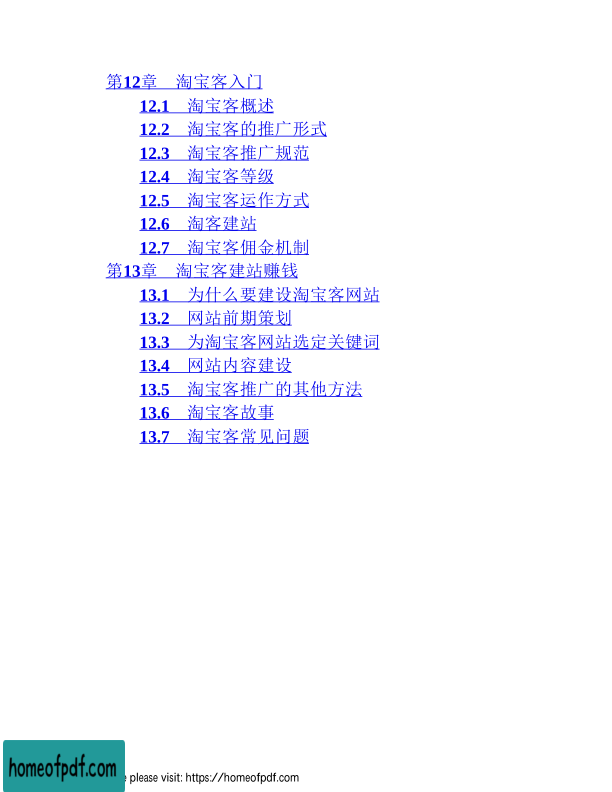 第12章　淘宝客入门
12.1　淘宝客概述
12.2　淘宝客的推广形式
12.3　淘宝客推广规范
12.4　淘宝客等级
12.5　淘宝客运作方式
12.6　淘客建站
12.7　淘宝客佣金机制
第13章　淘宝客建站赚钱
13.1　为什么要建设淘宝客网站
13.2　网站前期策划
13.3　为淘宝客网站选定关键词
13.4　网站内容建设
13.5　淘宝客推广的其他方法
13.6　淘宝客故事
13.7　淘宝客常见问题
homeofpdf.com
please visit: https://homeofpdf.com